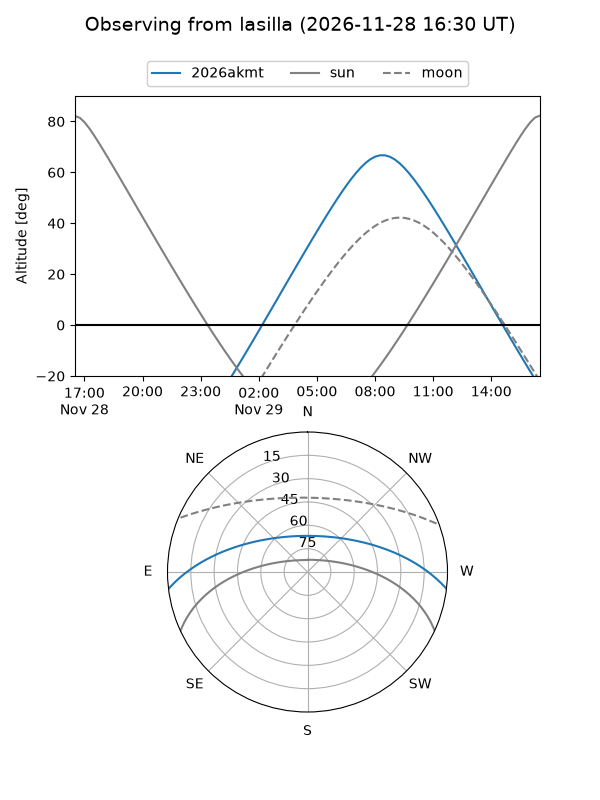 Observing from lasilla (2026-11-28 16:30 UT)
2026akmt sun moon
Altitude [deg]
80
60
40
20
0
−20
17:00 20:00 23:00 02:00 05:00 08:00 11:00 14:00
Nov 28 Nov 29
N
NE NW
15
30
45
60
75
E W
SE SW
S